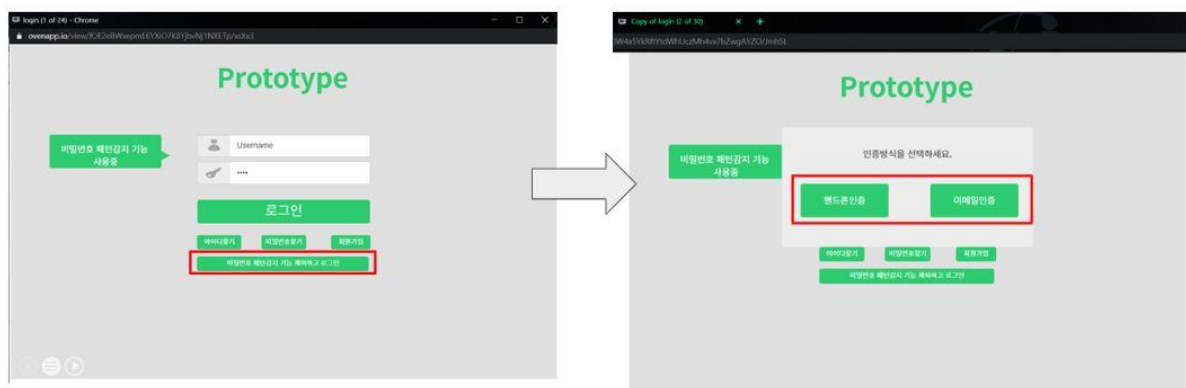 login (1 of 24) - Chrome
ovenapp.io
Prototype
비밀번호 패턴감지 기능
사용중
Username
로그인
아이디찾기 비밀번호찾기 회원가입
비밀번호 패턴감지 기능 제외하고 로그인
Copy of login (2 of 30)
Prototype
비밀번호 패턴감지 기능
사용중
인증방식을 선택하세요.
핸드폰인증 이메일인증
아이디찾기 비밀번호찾기 회원가입
비밀번호 패턴감지 기능 제외하고 로그인